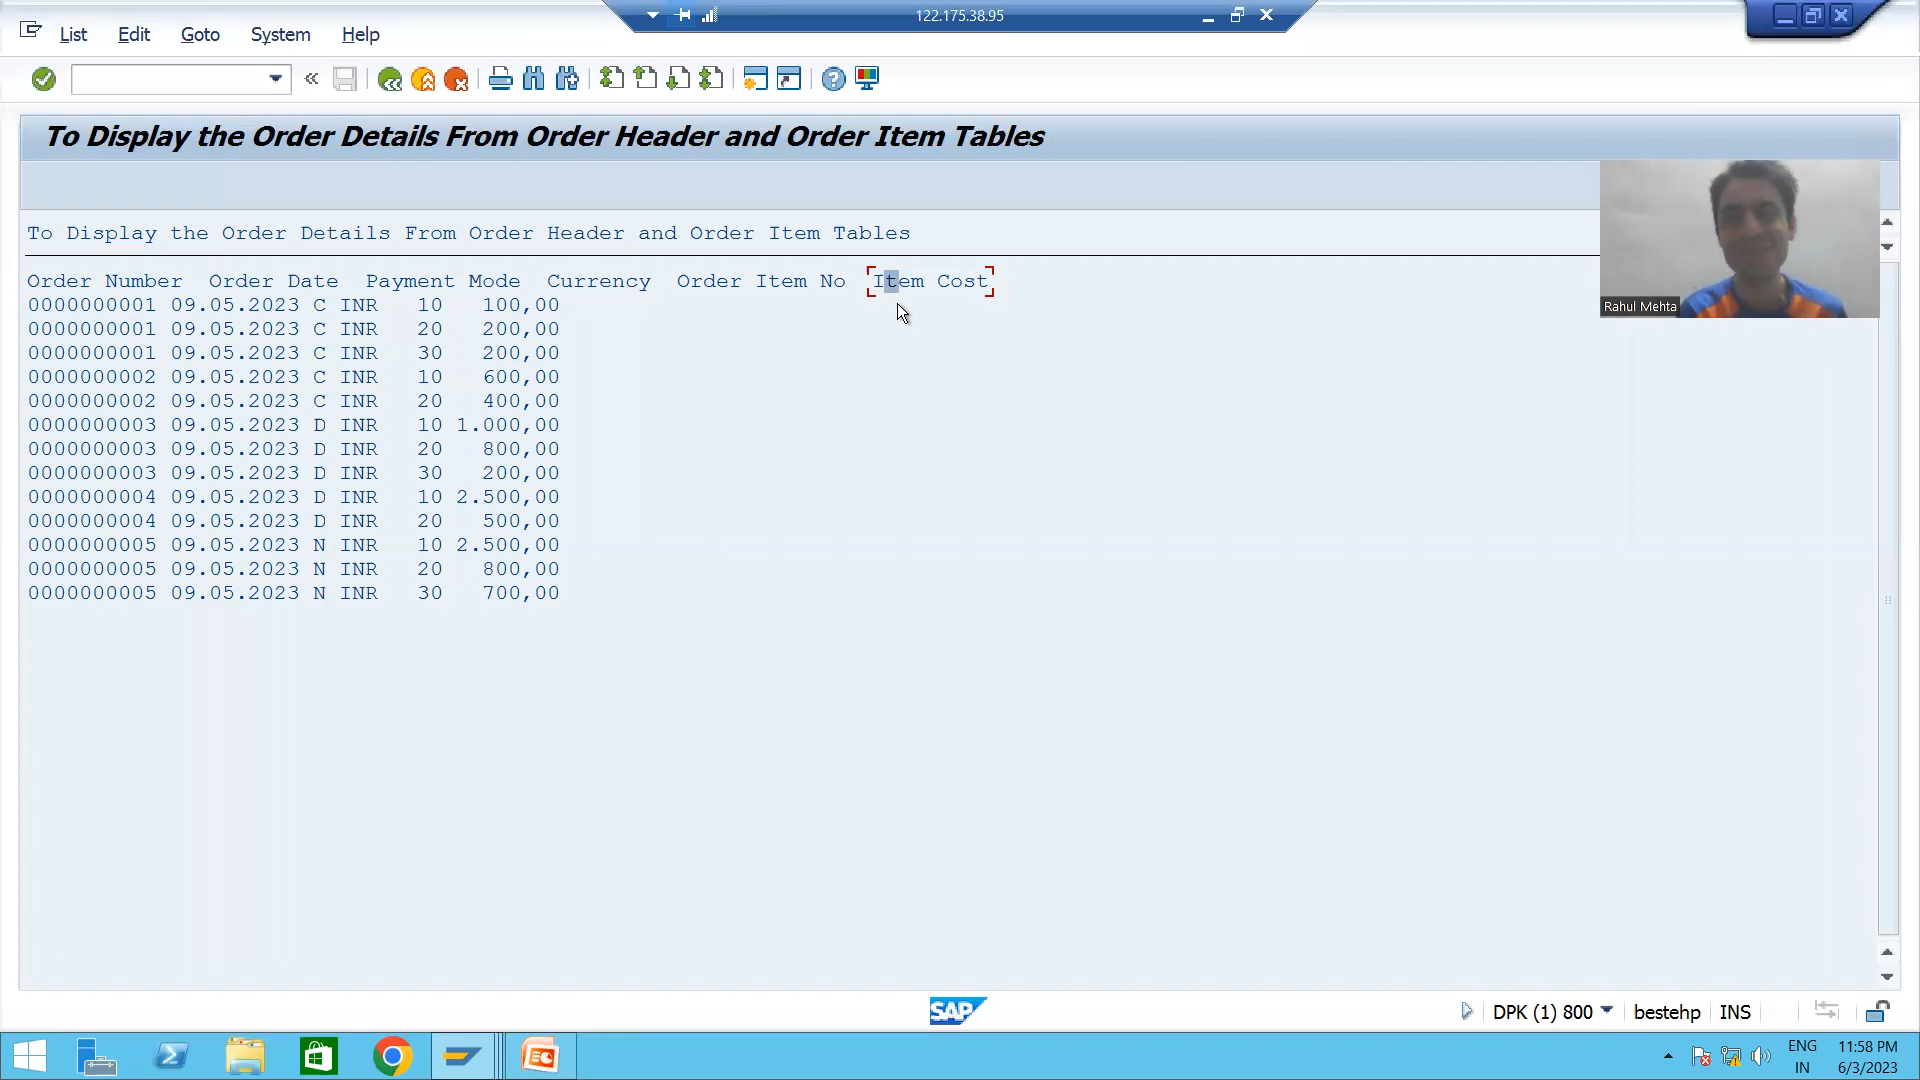 122.175.38.95
List Edit Goto System Help
To Display the Order Details From Order Header and Order Item Tables
To Display the Order Details From Order Header and Order Item Tables
Order Number Order Date Payment Mode Currency Order Item No Item Cost
0000000001 09.05.2023 C INR 10 100,00
0000000001 09.05.2023 C INR 20 200,00
0000000001 09.05.2023 C INR 30 200,00
0000000002 09.05.2023 C INR 10 600,00
0000000002 09.05.2023 C INR 20 400,00
0000000003 09.05.2023 D INR 10 1.000,00
0000000003 09.05.2023 D INR 20 800,00
0000000003 09.05.2023 D INR 30 200,00
0000000004 09.05.2023 D INR 10 2.500,00
0000000004 09.05.2023 D INR 20 500,00
0000000005 09.05.2023 N INR 10 2.500,00
0000000005 09.05.2023 N INR 20 800,00
0000000005 09.05.2023 N INR 30 700,00
Rahul Mehta
SAP
DPK (1) 800 bestehp INS
ENG 11:58 PM
IN 6/3/2023